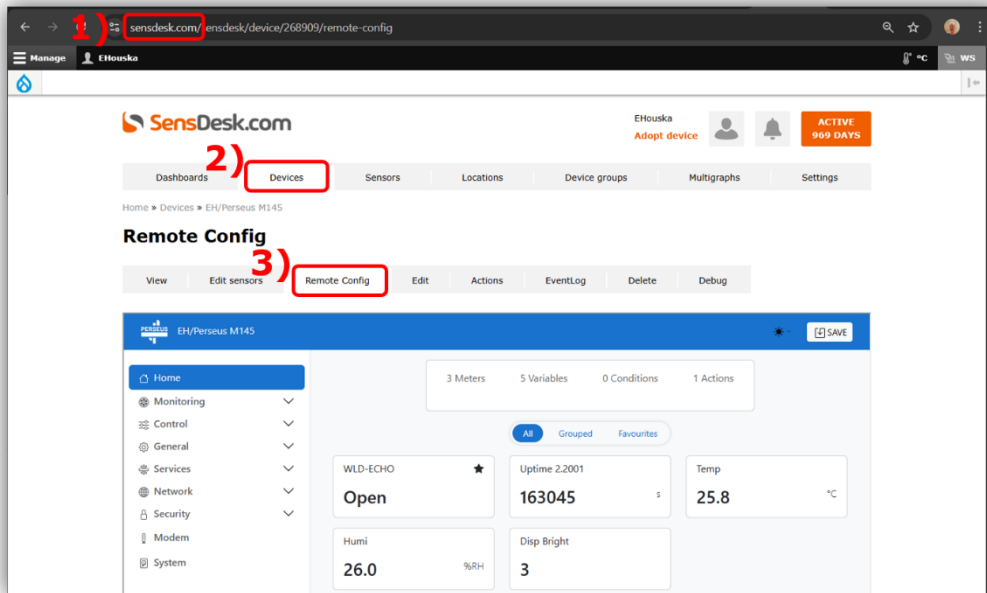 1)
sensdesk.com/sensdesk/device/268909/remote-config
Manage EHouska °C WS
SensDesk.com
EHouska
Adopt device
ACTIVE
969 DAYS
2)
Dashboards Devices Sensors Locations Device groups Multigraphs Settings
Home » Devices » EH/Perseus M145
Remote Config
3)
View Edit sensors Remote Config Edit Actions EventLog Delete Debug
PERSEUS EH/Perseus M145 SAVE
Home
Monitoring
Control
General
Services
Network
Security
Modem
System
3 Meters 5 Variables 0 Conditions 1 Actions
All Grouped Favourites
WLD-ECHO
Open
Uptime 2.2001
163045 s
Temp
25.8 °C
Humi
26.0 %RH
Disp Bright
3